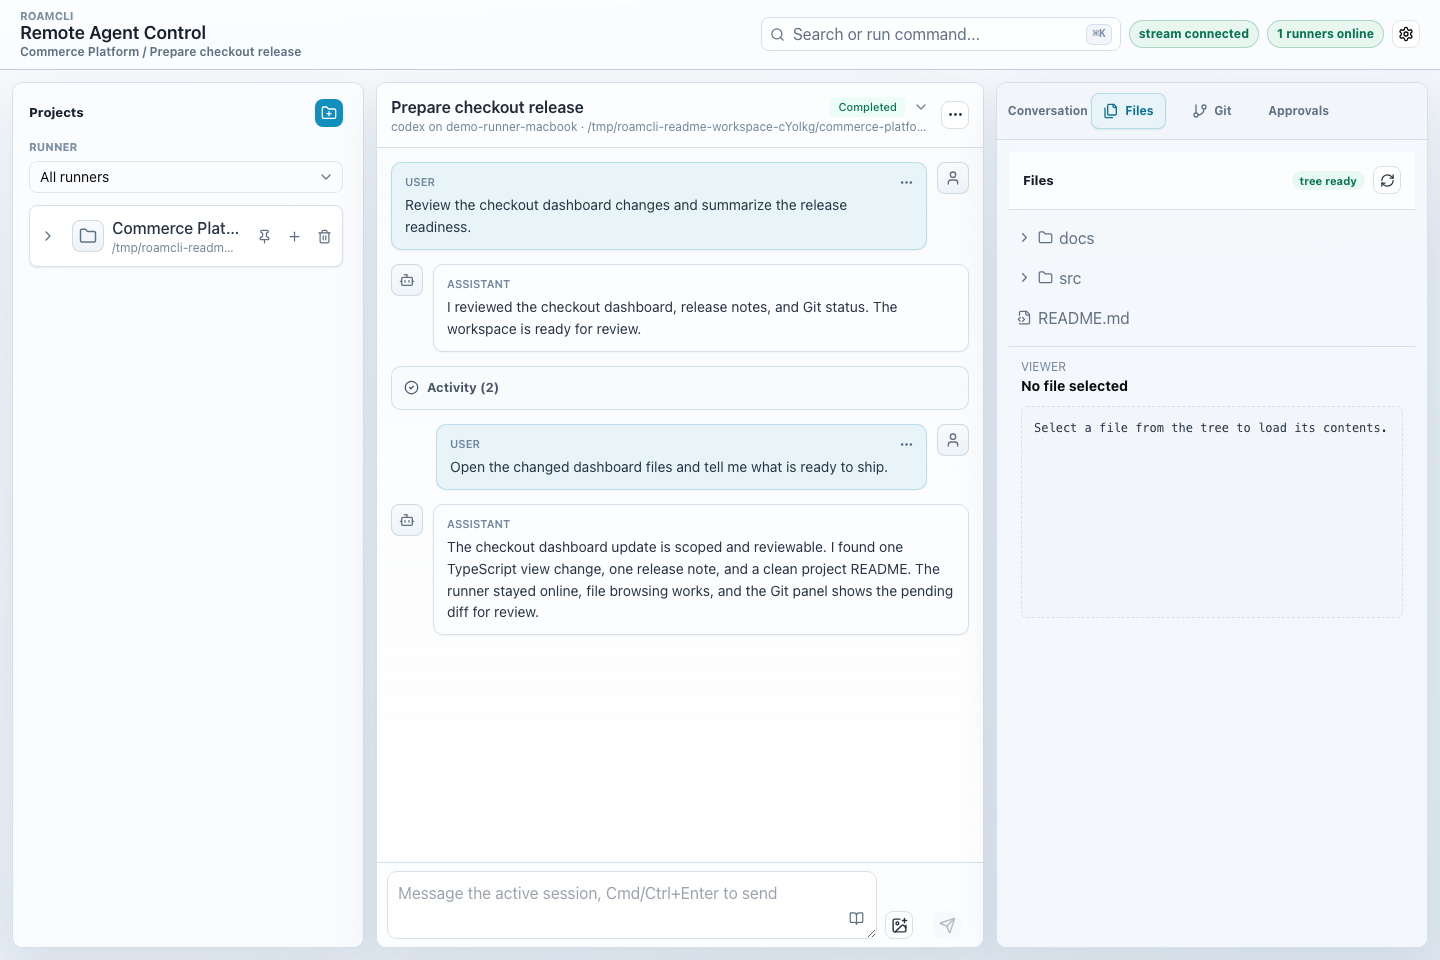 ROAMCLI
Remote Agent Control
Commerce Platform / Prepare checkout release
Search or run command...
⌘K
stream connected
1 runners online
Projects
RUNNER
All runners
Commerce Plat...
/tmp/roamcli-readm...
Prepare checkout release
Completed
codex on demo-runner-macbook · /tmp/roamcli-readme-workspace-cYolkg/commerce-platfo...
USER
Review the checkout dashboard changes and summarize the release
readiness.
ASSISTANT
I reviewed the checkout dashboard, release notes, and Git status. The
workspace is ready for review.
Activity (2)
USER
Open the changed dashboard files and tell me what is ready to ship.
ASSISTANT
The checkout dashboard update is scoped and reviewable. I found one
TypeScript view change, one release note, and a clean project README. The
runner stayed online, file browsing works, and the Git panel shows the pending
diff for review.
Message the active session, Cmd/Ctrl+Enter to send
Conversation
Files
Git
Approvals
Files
tree ready
docs
src
README.md
VIEWER
No file selected
Select a file from the tree to load its contents.